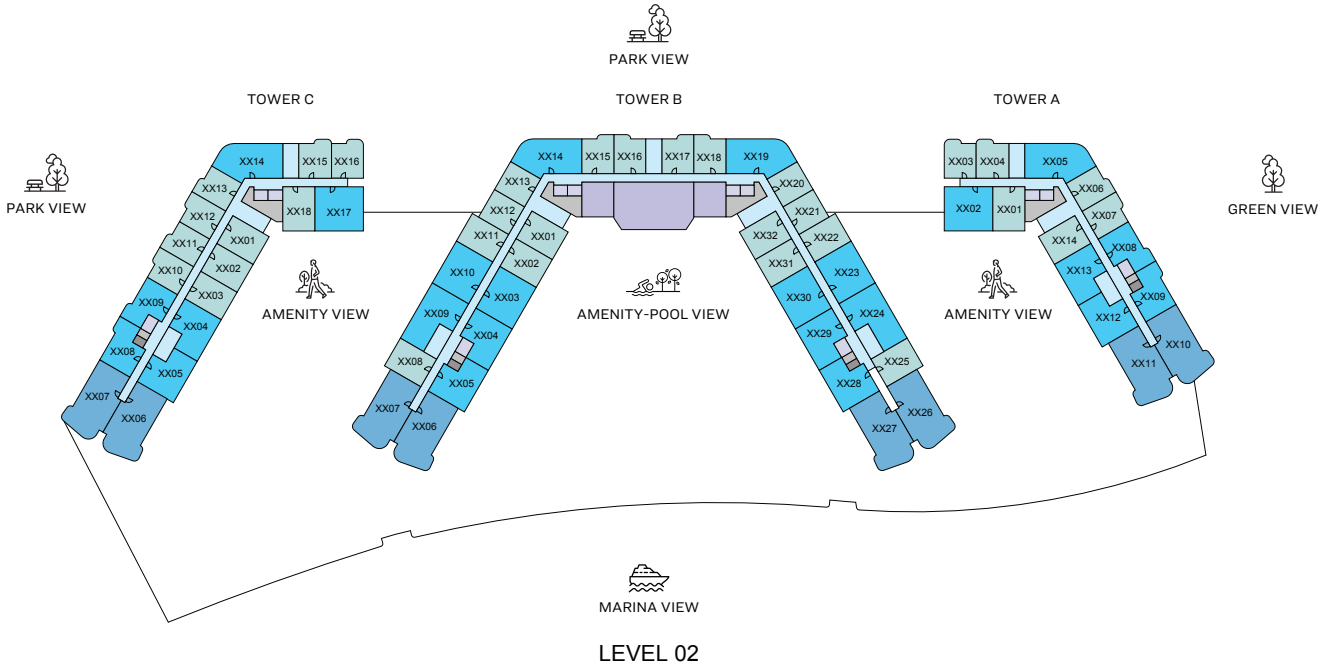 PARK VIEW
TOWER C
TOWER B
TOWER A
PARK VIEW
GREEN VIEW
XX14
XX15
XX16
XX13
XX12
XX11
XX10
XX09
XX08
XX07
XX06
XX05
XX04
XX03
XX02
XX01
XX18
XX17
AMENITY VIEW
XX14
XX15
XX16
XX17
XX18
XX19
XX13
XX12
XX11
XX10
XX09
XX08
XX07
XX06
XX05
XX04
XX03
XX02
XX01
XX20
XX21
XX22
XX23
XX24
XX25
XX26
XX27
XX28
XX29
XX30
XX31
XX32
AMENITY-POOL VIEW
XX03
XX04
XX05
XX02
XX01
XX06
XX07
XX08
XX09
XX10
XX11
XX12
XX13
XX14
AMENITY VIEW
MARINA VIEW
LEVEL 02